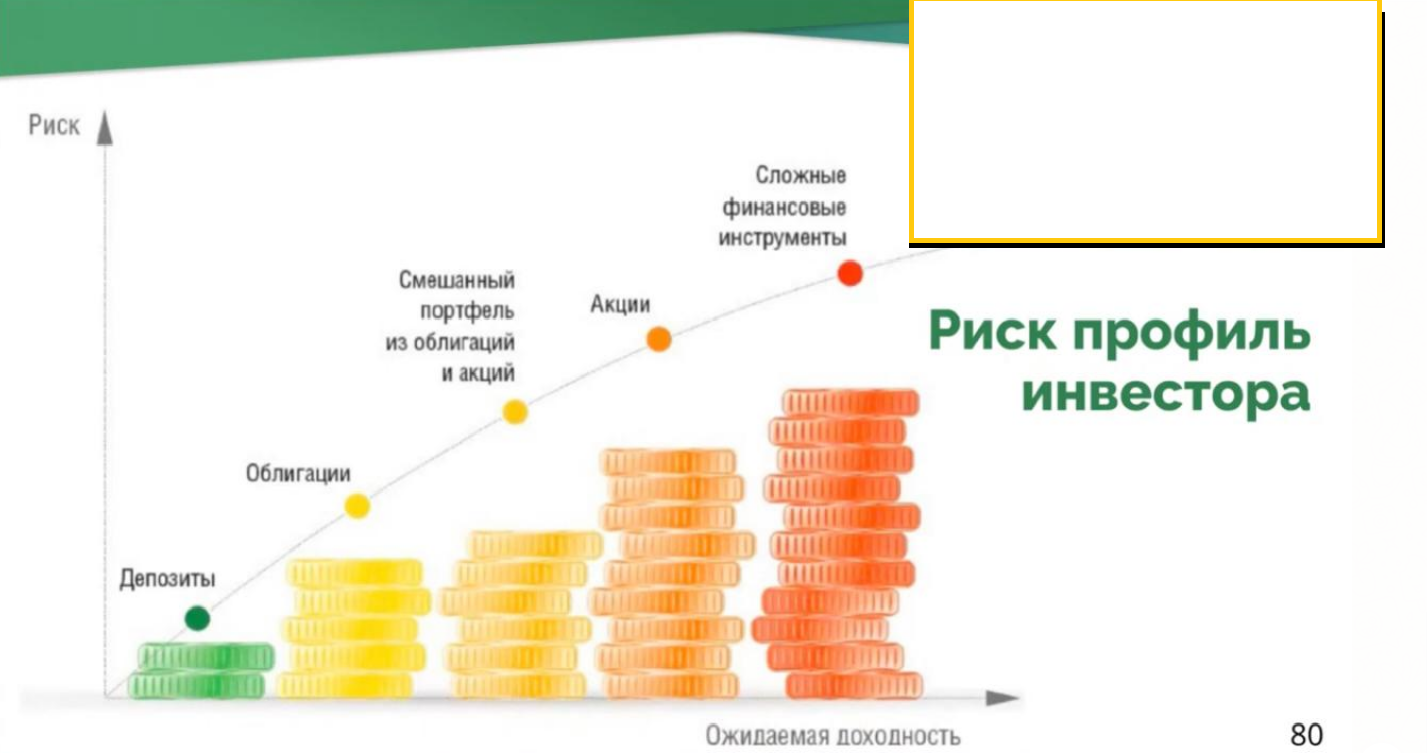 Риск
Сложные
финансовые
инструменты
Смешанный
портфель
из облигаций
и акций
Акции
Риск профиль
инвестора
Облигации
Депозиты
Ожидаемая доходность
80